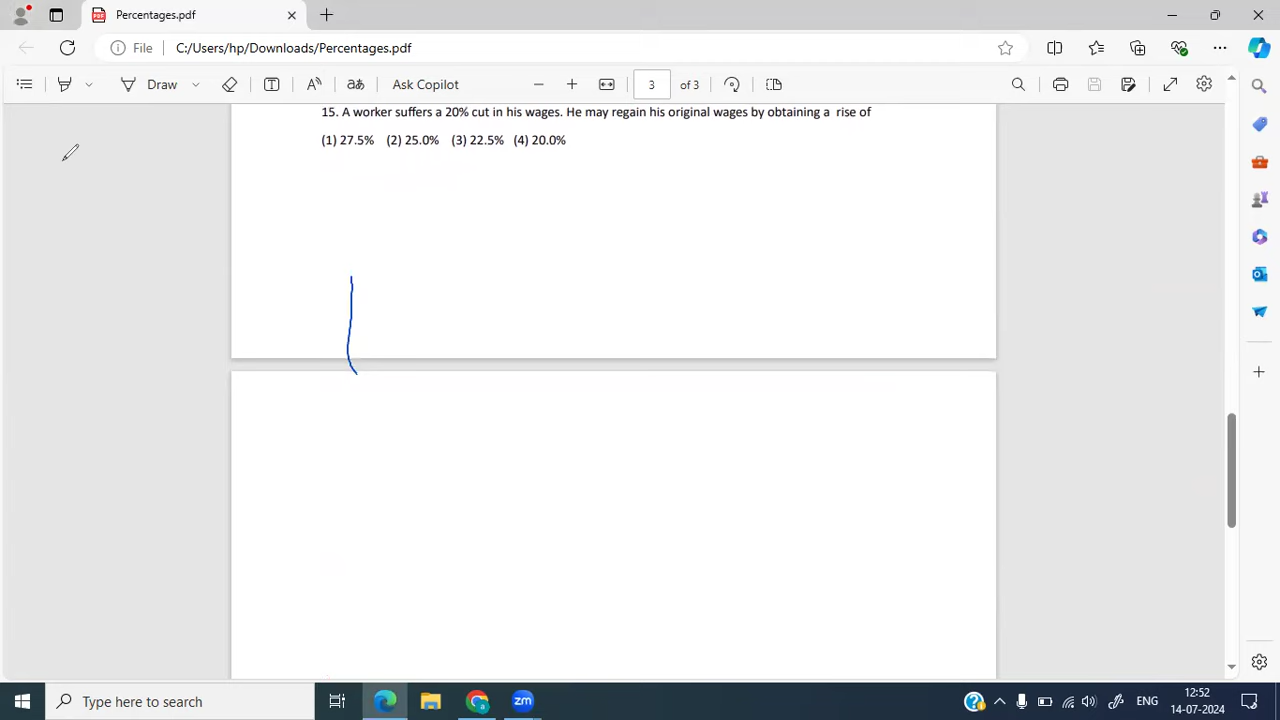 Percentages.pdf
File C:/Users/hp/Downloads/Percentages.pdf
Draw Ask Copilot 3 of 3
15. A worker suffers a 20% cut in his wages. He may regain his original wages by obtaining a rise of
(1) 27.5% (2) 25.0% (3) 22.5% (4) 20.0%
Type here to search zm ENG 12:52
14-07-2024